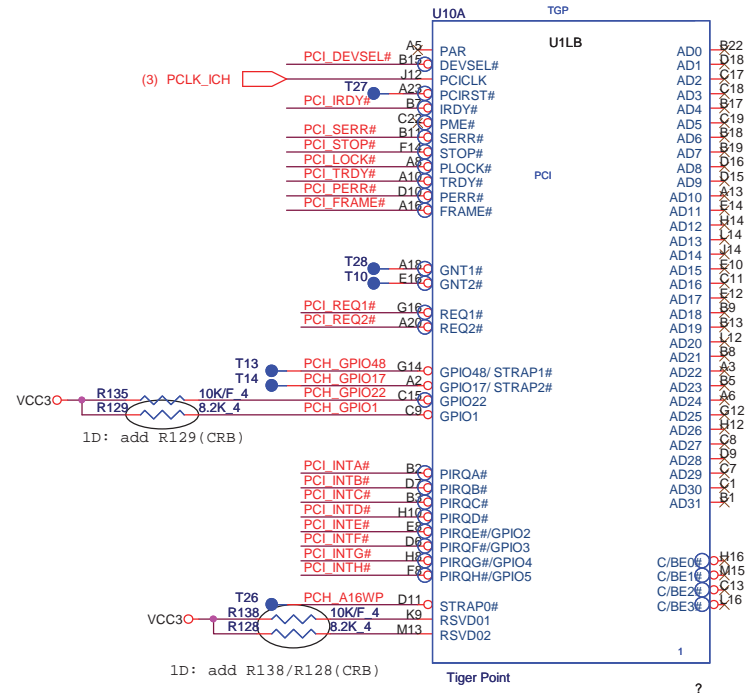 U10A TGP
U1LB
A5 PAR AD0 B22
PCI_DEVSEL# B15 DEVSEL# AD1 D18
(3) PCLK_ICH J12 PCICLK AD2 C17
T27 A23 PCIRST# AD3 C18
PCI_IRDY# B7 IRDY# AD4 B17
C22 PME# AD5 C19
PCI_SERR# B11 SERR# AD6 B18
PCI_STOP# F14 STOP# AD7 B19
PCI_LOCK# A8 PLOCK# AD8 D16
PCI_TRDY# A10 TRDY# PCI AD9 D15
PCI_PERR# D10 PERR# AD10 A13
PCI_FRAME# A16 FRAME# AD11 E14
AD12 H14
AD13 L14
AD14 J14
T28 A18 GNT1# AD15 E10
T10 E16 GNT2# AD16 C11
AD17 E12
PCI_REQ1# G16 REQ1# AD18 B9
PCI_REQ2# A20 REQ2# AD19 B13
AD20 L12
AD21 B8
T13 PCH_GPIO48 G14 GPIO48/ STRAP1# AD22 A3
T14 PCH_GPIO17 A2 GPIO17/ STRAP2# AD23 B5
VCC3 R135 10K/F_4 PCH_GPIO22 C15 GPIO22 AD24 A6
R129 8.2K_4 PCH_GPIO1 C9 GPIO1 AD25 G12
1D: add R129(CRB) AD26 H12
AD27 C8
AD28 D9
PCI_INTA# B2 PIRQA# AD29 C7
PCI_INTB# D7 PIRQB# AD30 C1
PCI_INTC# B3 PIRQC# AD31 B1
PCI_INTD# H10 PIRQD#
PCI_INTE# E8 PIRQE#/GPIO2
PCI_INTF# D6 PIRQF#/GPIO3
PCI_INTG# H8 PIRQG#/GPIO4 C/BE0# H16
PCI_INTH# F8 PIRQH#/GPIO5 C/BE1# M15
C/BE2# C13
T26 PCH_A16WP D11 STRAP0# C/BE3# L16
VCC3 R138 10K/F_4 K9 RSVD01
R128 8.2K_4 M13 RSVD02
1
1D: add R138/R128(CRB)
Tiger Point
?